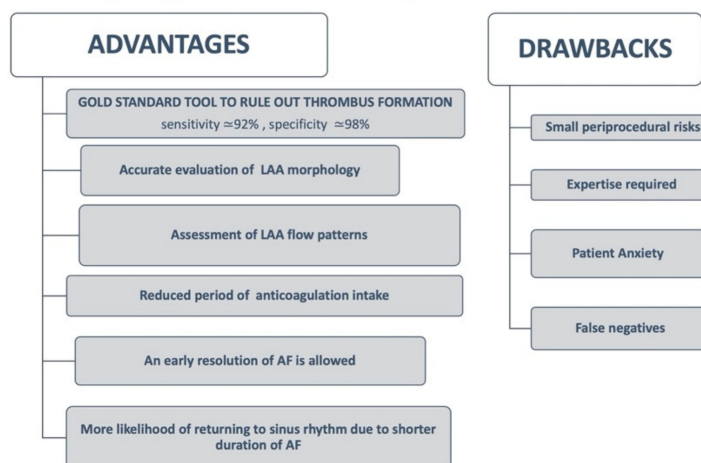 ADVANTAGES
GOLD STANDARD TOOL TO RULE OUT THROMBUS FORMATION
sensitivity ≃92% , specificity ≃98%
Accurate evaluation of LAA morphology
Assessment of LAA flow patterns
Reduced period of anticoagulation intake
An early resolution of AF is allowed
More likelihood of returning to sinus rhythm due to shorter
duration of AF
DRAWBACKS
Small periprocedural risks
Expertise required
Patient Anxiety
False negatives